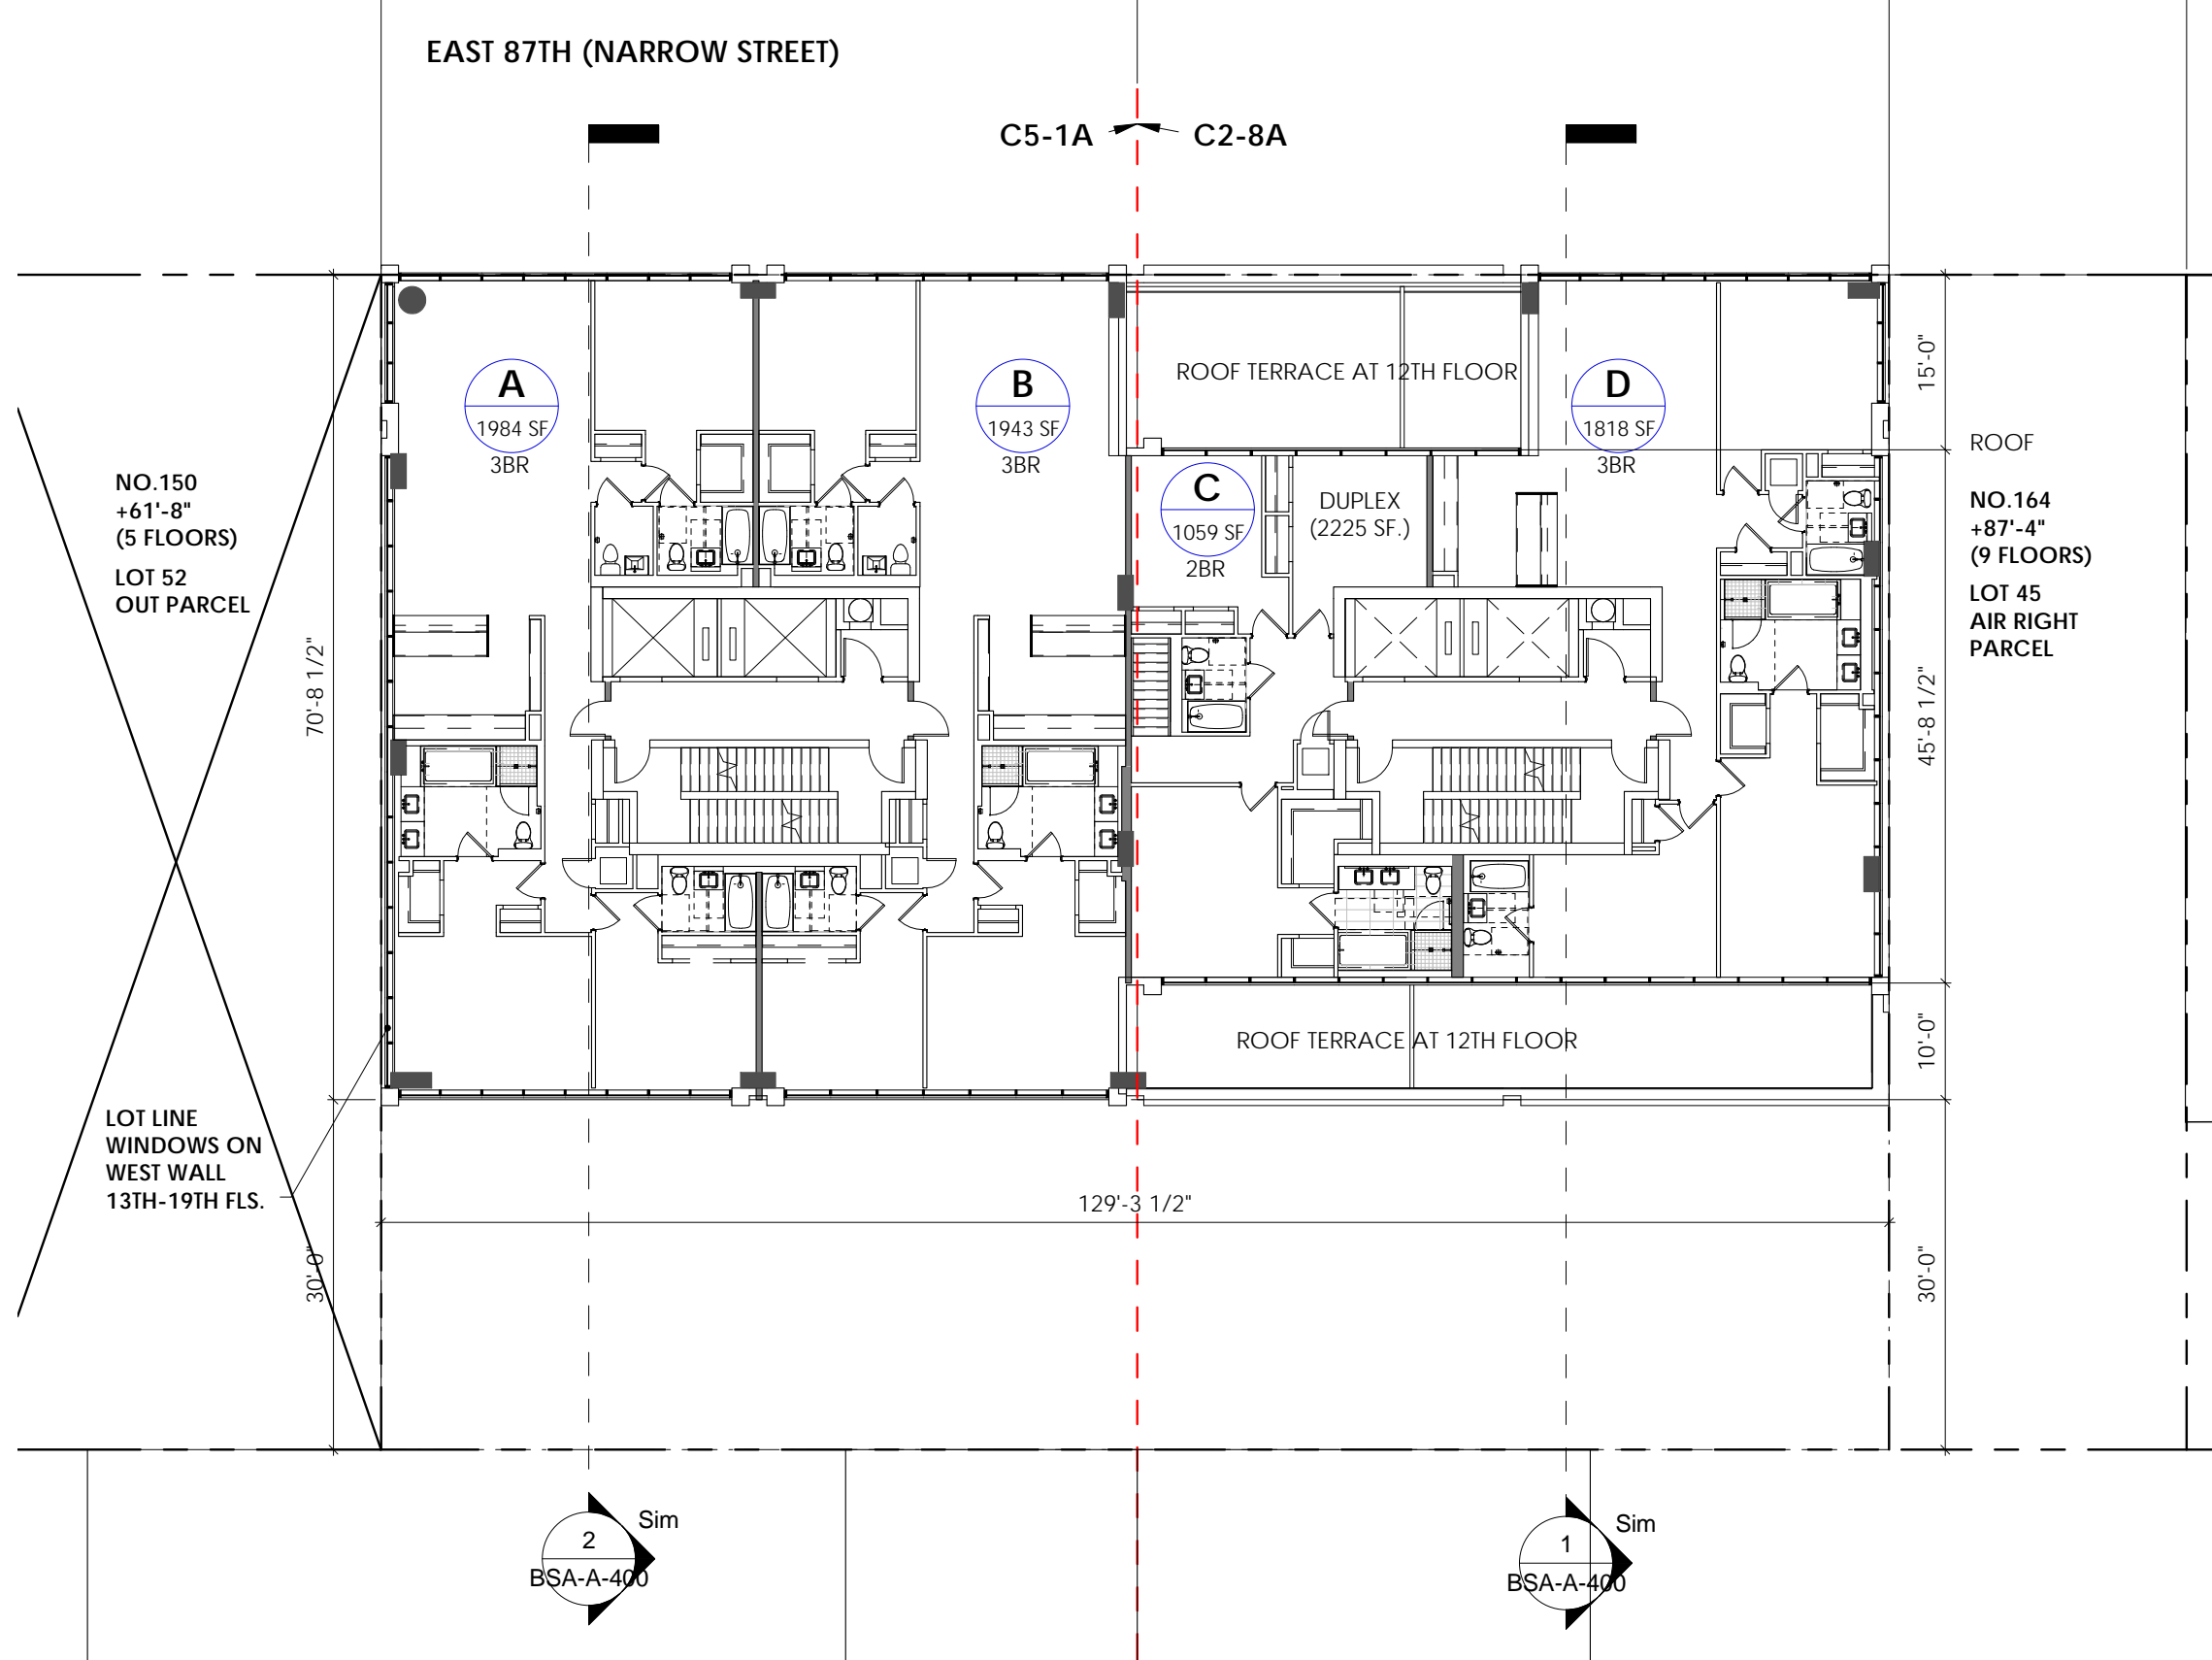 EAST 87TH (NARROW STREET)
C5-1A
C2-8A
ROOF TERRACE AT 12TH FLOOR
15'-0"
A
1984 SF
3BR
B
1943 SF
3BR
D
1818 SF
3BR
C
1059 SF
2BR
DUPLEX
(2225 SF.)
ROOF
NO.150
+61'-8"
(5 FLOORS)
LOT 52
OUT PARCEL
NO.164
+87'-4"
(9 FLOORS)
LOT 45
AIR RIGHT
PARCEL
70'-8 1/2"
45'-8 1/2"
ROOF TERRACE AT 12TH FLOOR
10'-0"
LOT LINE
WINDOWS ON
WEST WALL
13TH-19TH FLS.
129'-3 1/2"
30'-0"
30'-0"
2
BSA-A-400
Sim
1
BSA-A-400
Sim